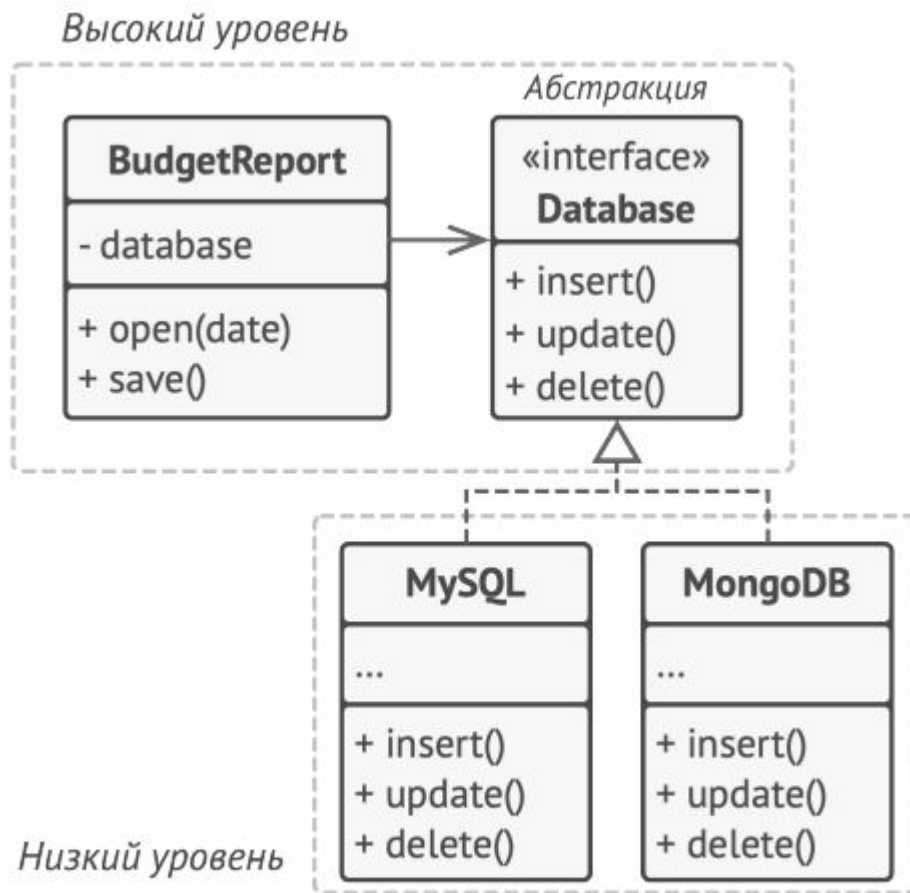 Высокий уровень
Абстракция
BudgetReport
- database
+ open(date)
+ save()
«interface»
Database
+ insert()
+ update()
+ delete()
MySQL
...
+ insert()
+ update()
+ delete()
MongoDB
...
+ insert()
+ update()
+ delete()
Низкий уровень